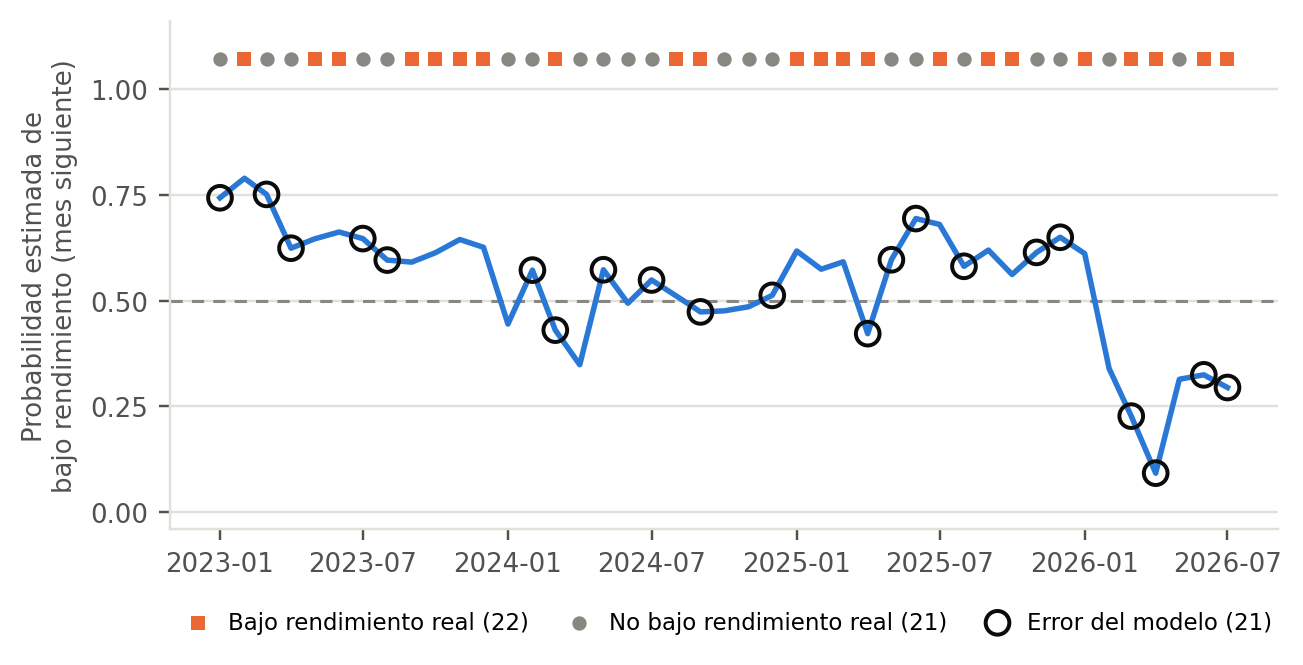 Probabilidad estimada de
bajo rendimiento (mes siguiente)
1.00
0.75
0.50
0.25
0.00
2023-01 2023-07 2024-01 2024-07 2025-01 2025-07 2026-01 2026-07
Bajo rendimiento real (22) No bajo rendimiento real (21) Error del modelo (21)